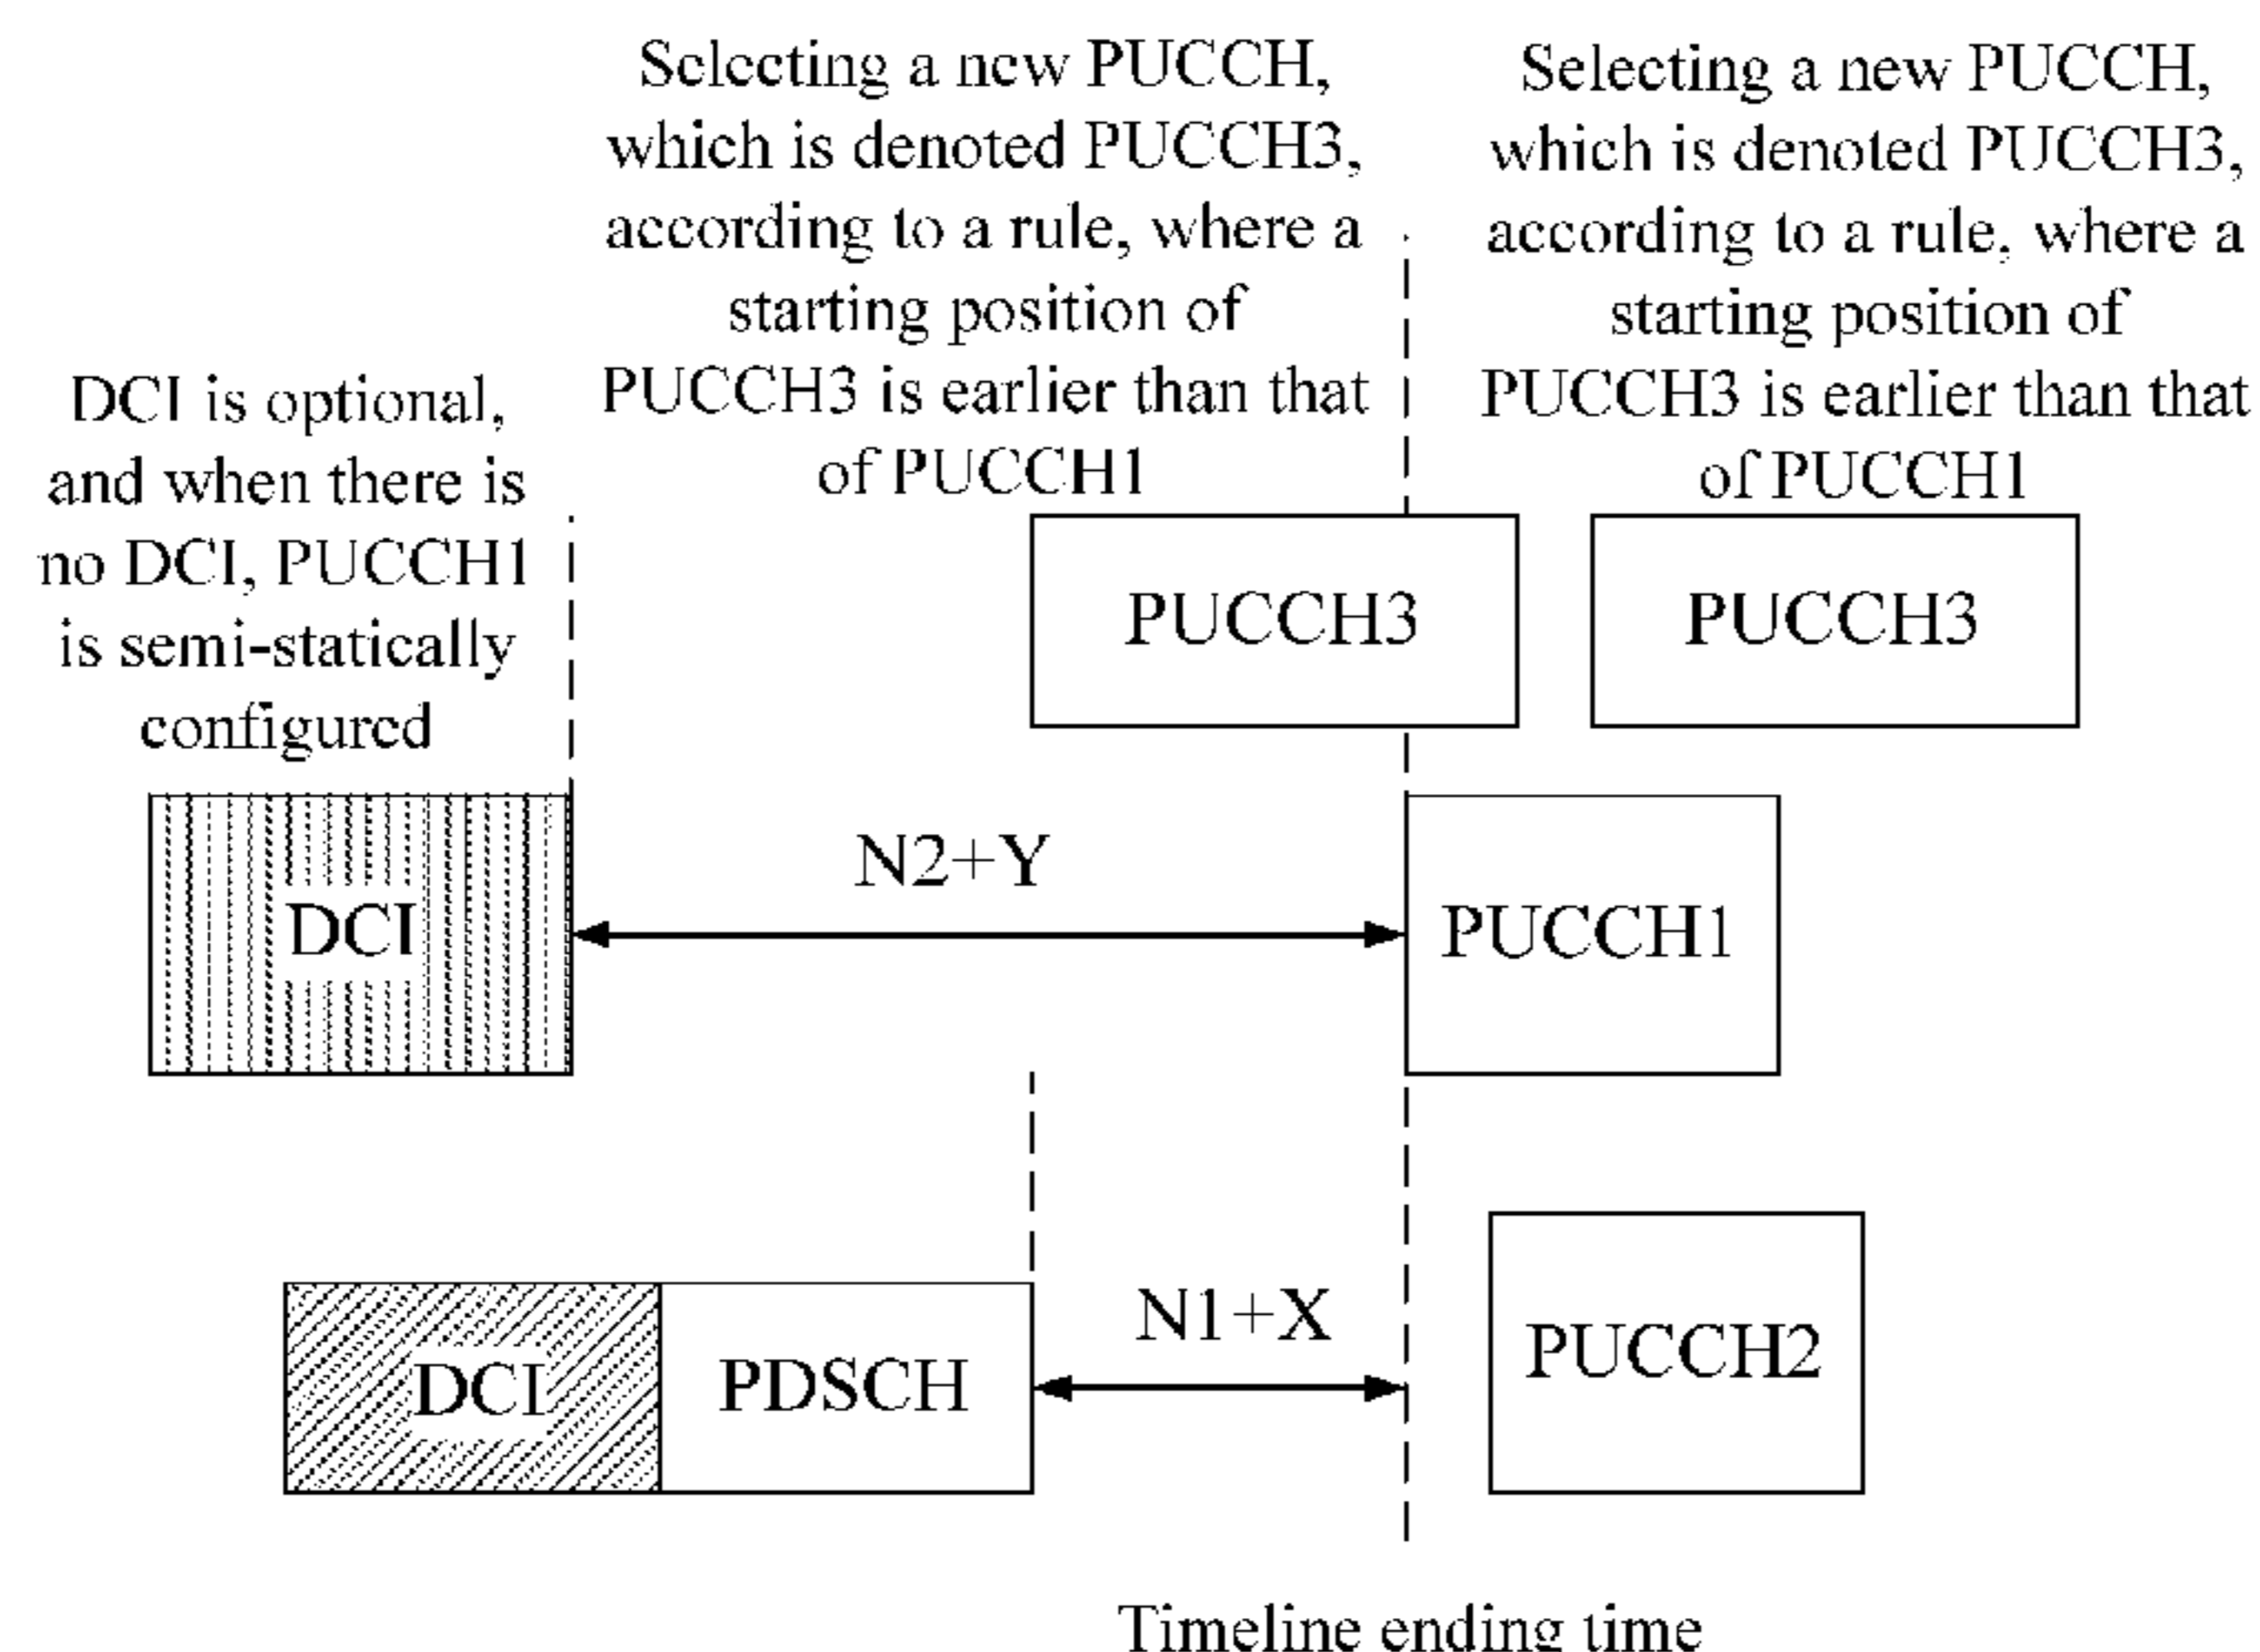 Selecting a new PUCCH,
which is denoted PUCCH3,
according to a rule, where a
starting position of
PUCCH3 is earlier than that
of PUCCH1
Selecting a new PUCCH,
which is denoted PUCCH3,
according to a rule, where a
starting position of
PUCCH3 is earlier than that
of PUCCH1
DCI is optional,
and when there is
no DCI, PUCCH1
is semi-statically
configured
PUCCH3
PUCCH3
DCI
N2+Y
PUCCH1
DCI
PDSCH
N1+X
PUCCH2
Timeline ending time